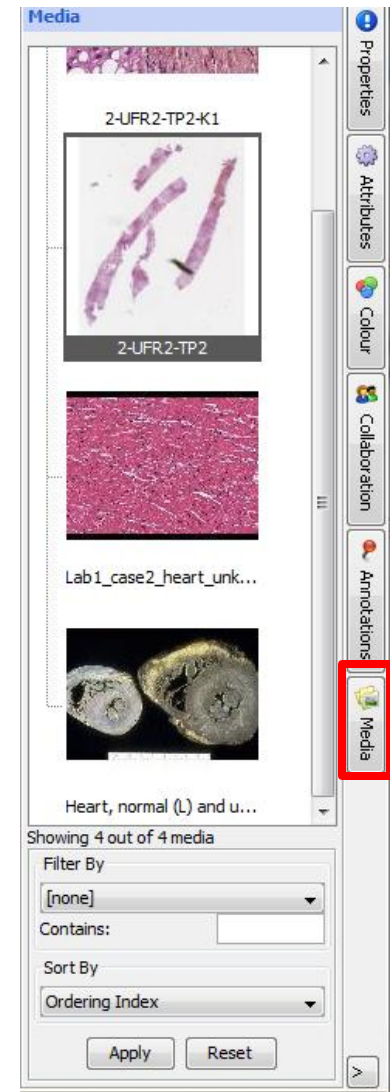 Media
2-UFR2-TP2-K1
2-UFR2-TP2
Lab1_case2_heart_unk...
Heart, normal (L) and u...
Showing 4 out of 4 media
Filter By
[none]
Contains:
Sort By
Ordering Index
Apply
Reset
Properties
Attributes
Colour
Collaboration
Annotations
Media
>